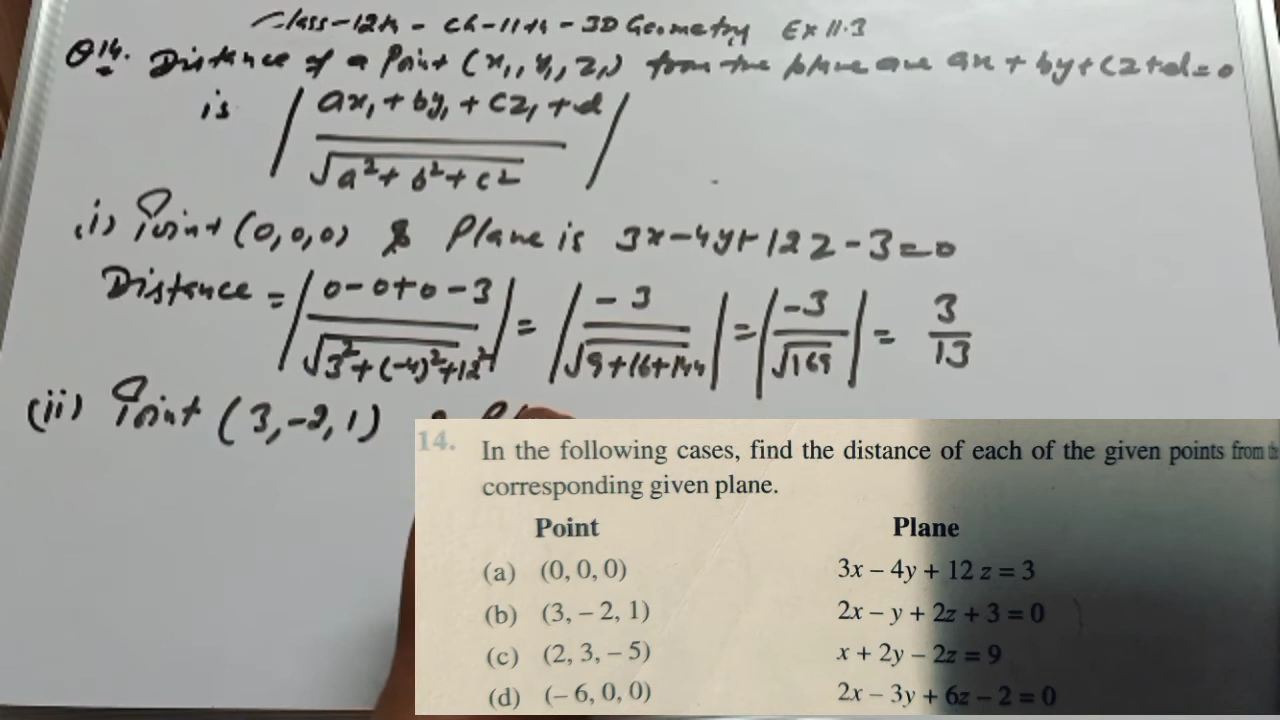 Class-12th - Ch-11th - 3D Geometry Ex 11.3
Q14. Distance of a Point (x₁, y₁, z₁) from the plane are ax + by + cz + d = 0
is | ax₁ + by₁ + cz₁ + d / √a² + b² + c² |
(i) Point (0,0,0) & Plane is 3x - 4y + 12z - 3 = 0
Distance = | 0-0+0-3 / √3² + (-4)² + 12² | = | -3 / √9+16+144 | = | -3 / √169 | = 3/13
(ii) Point (3,-2,1)
14. In the following cases, find the distance of each of the given points from
corresponding given plane.
Point Plane
(a) (0, 0, 0) 3x – 4y + 12 z = 3
(b) (3, – 2, 1) 2x – y + 2z + 3 = 0
(c) (2, 3, – 5) x + 2y – 2z = 9
(d) (– 6, 0, 0) 2x – 3y + 6z – 2 = 0